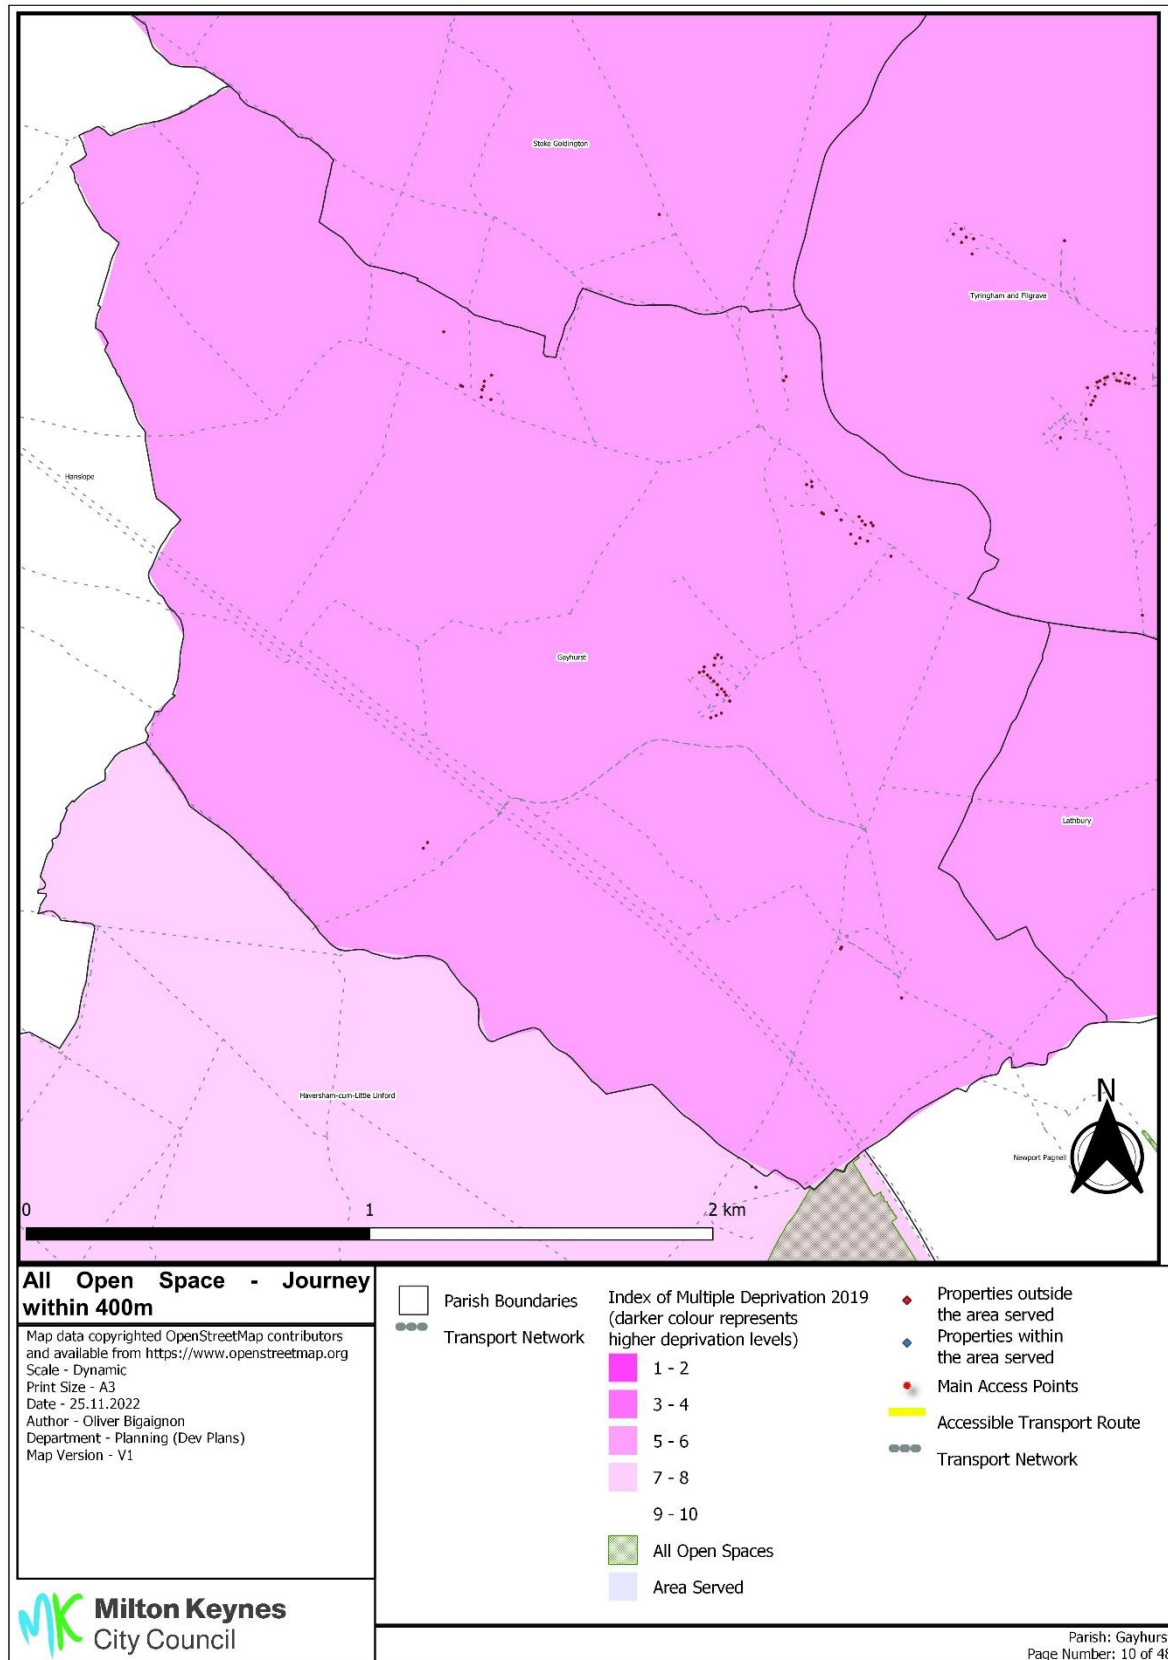 Stoke Goldington
Tyringham and Filgrave
Hanslope
Gayhurst
Lathbury
Haversham-cum-Little Linford
Newport Pagnell
N
0 1 2 km
All Open Space - Journey
within 400m
Map data copyrighted OpenStreetMap contributors
and available from https://www.openstreetmap.org
Scale - Dynamic
Print Size - A3
Date - 25.11.2022
Author - Oliver Bigaignon
Department - Planning (Dev Plans)
Map Version - V1
MK Milton Keynes
City Council
Parish Boundaries
Transport Network
Index of Multiple Deprivation 2019
(darker colour represents
higher deprivation levels)
1 - 2
3 - 4
5 - 6
7 - 8
9 - 10
All Open Spaces
Area Served
Properties outside
the area served
Properties within
the area served
Main Access Points
Accessible Transport Route
Transport Network
Parish: Gayhurs
Page Number: 10 of 48